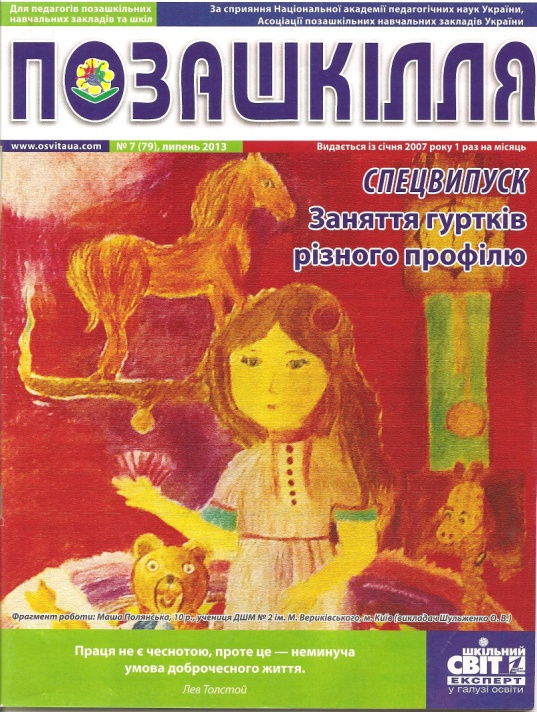 Для педагогів позашкільних
навчальних закладів та шкіл
За сприяння Національної академії педагогічних наук України,
Асоціації позашкільних навчальних закладів України
ПОЗАШКІЛЛЯ
www.osvitaua.com
№ 7 (79), липень 2013
Видається із січня 2007 року 1 раз на місяць
СПЕЦВИПУСК
Заняття гуртків
різного профілю
Фрагмент роботи: Маша Полянська, 10 р., учениця ДШМ № 2 ім. М. Вериківського, м. Київ (викладач Шульженко О. В.)
Праця не є чеснотою, проте це — неминуча
умова доброчесного життя.
Лев Толстой
ШКІЛЬНИЙ
СВІТ
ЕКСПЕРТ
у галузі освіти